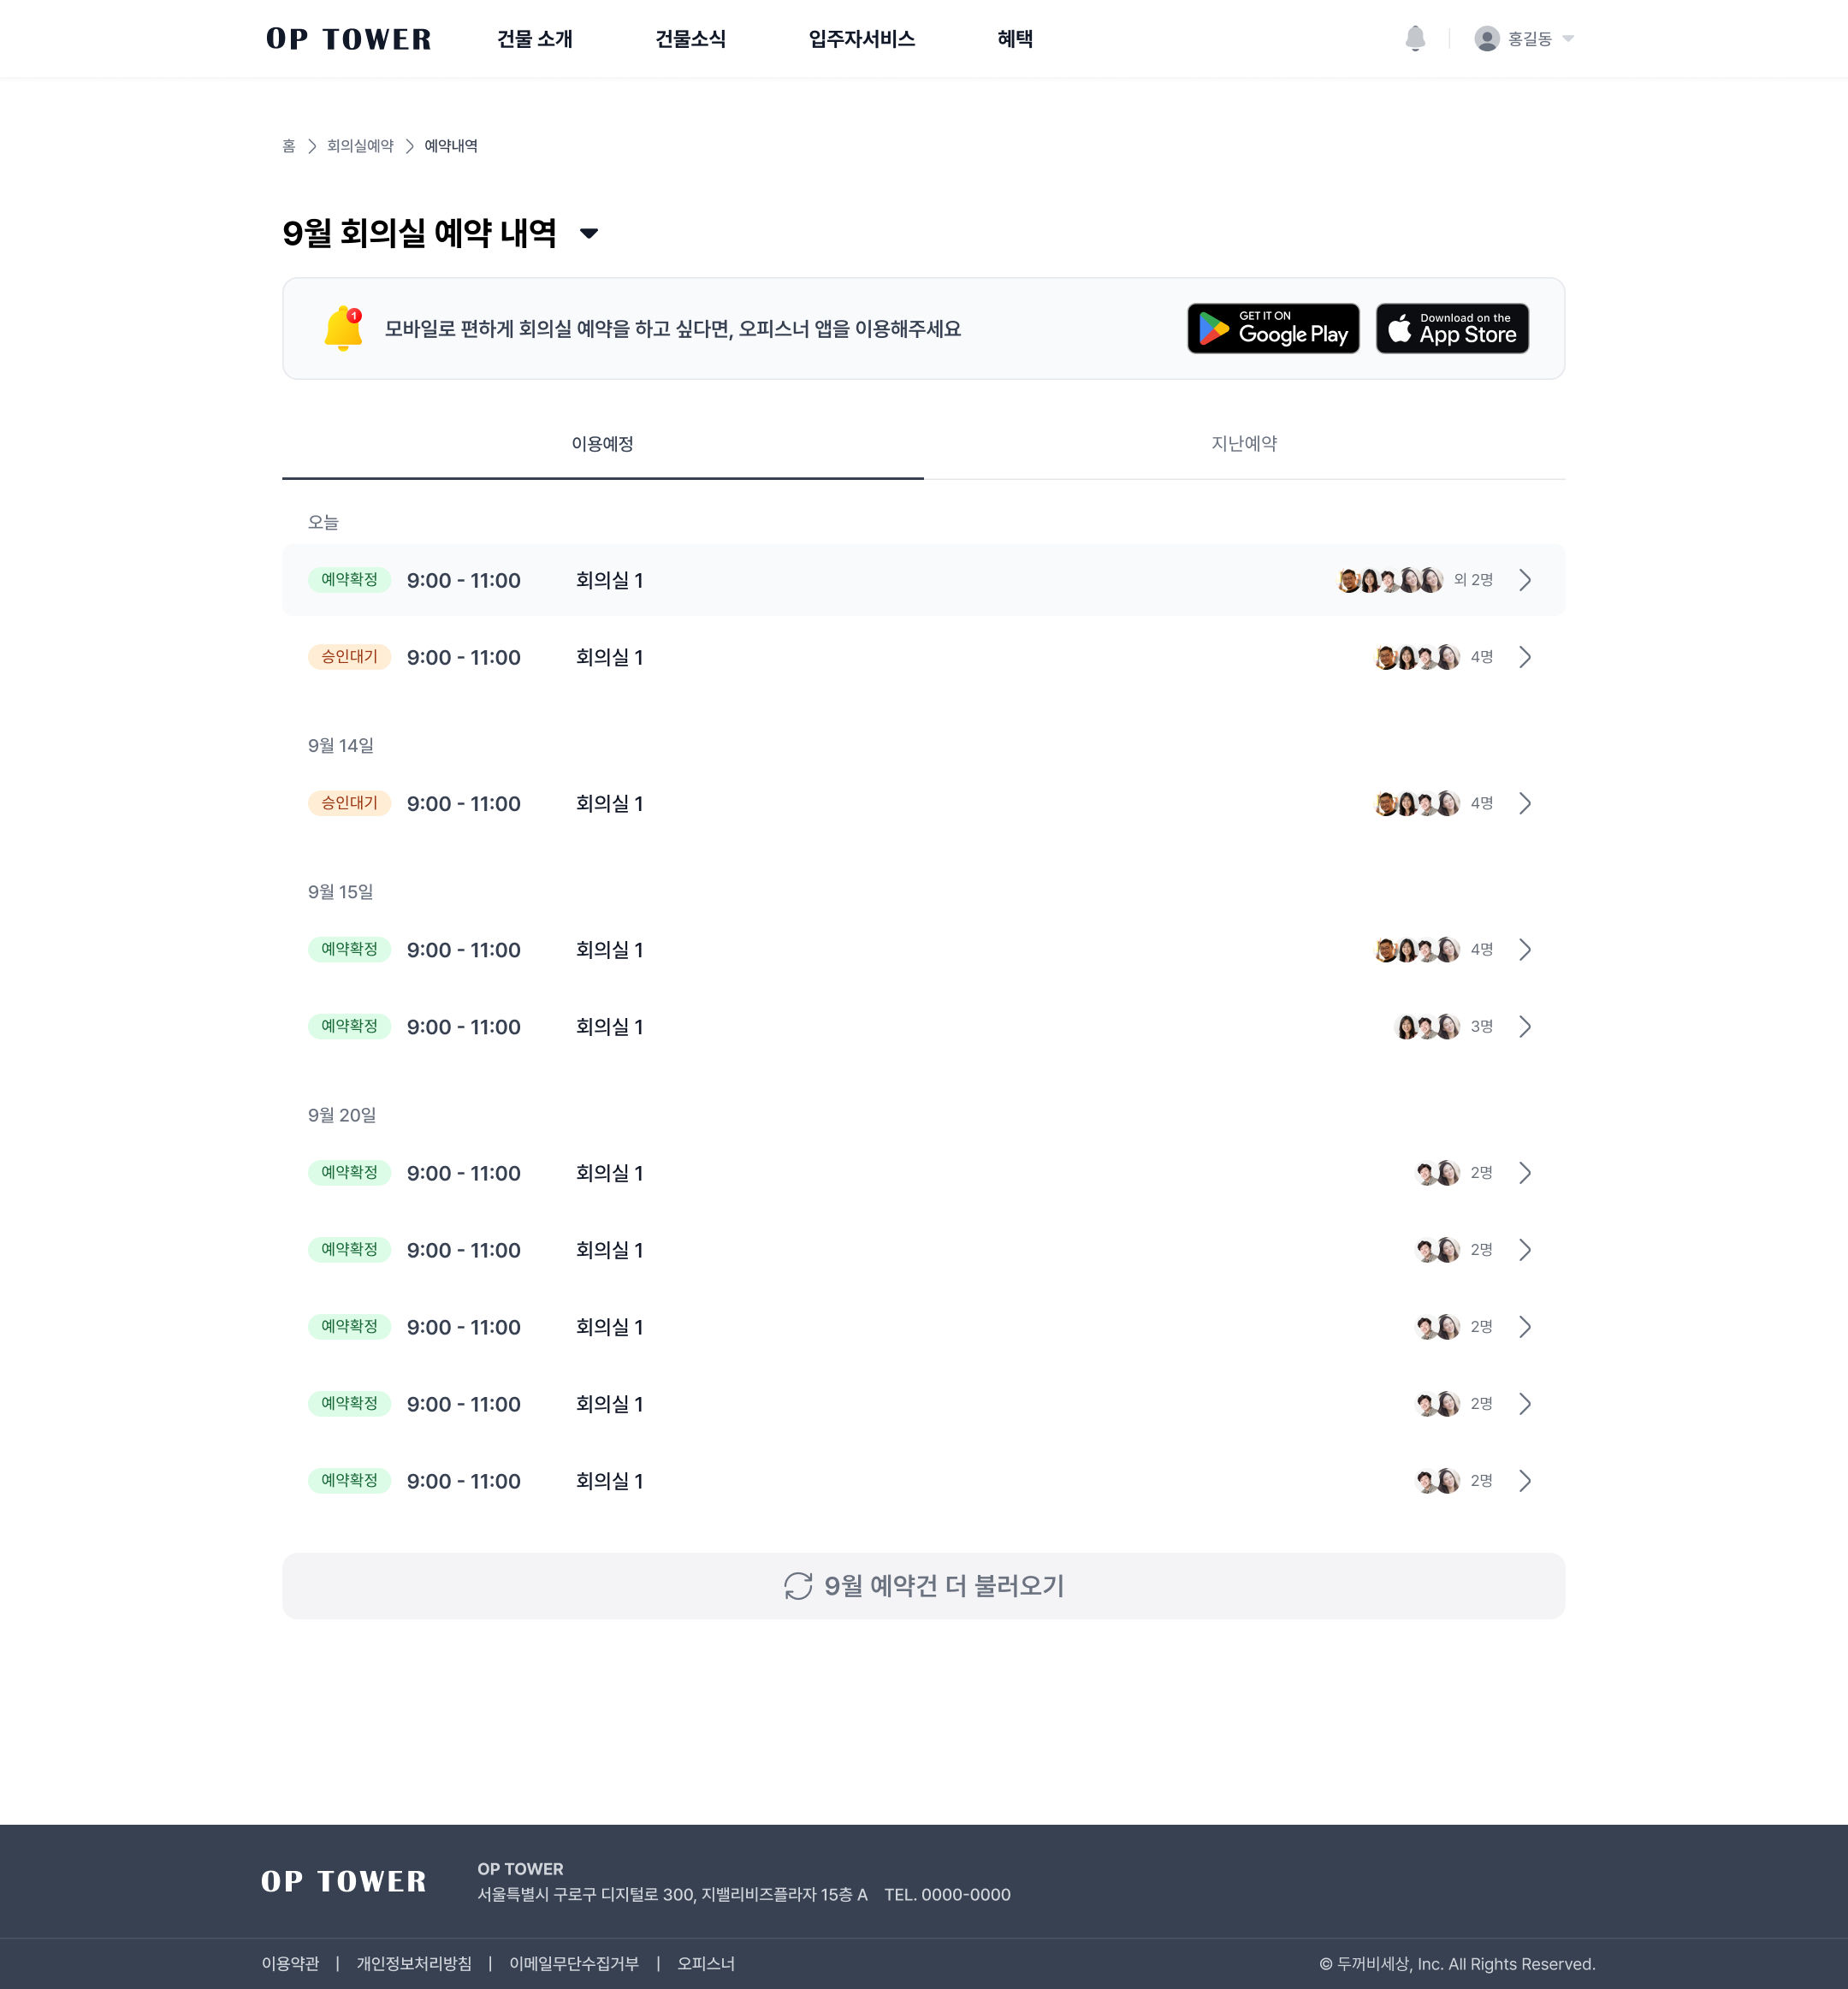 OP TOWER 건물 소개 건물소식 입주자서비스 혜택 홍길동
홈 회의실예약 예약내역
9월 회의실 예약 내역
1
모바일로 편하게 회의실 예약을 하고 싶다면, 오피스너 앱을 이용해주세요
GET IT ON
Google Play
Download on the
App Store
이용예정 지난예약
오늘
예약확정 9:00 - 11:00 회의실 1 외 2명
승인대기 9:00 - 11:00 회의실 1 4명
9월 14일
승인대기 9:00 - 11:00 회의실 1 4명
9월 15일
예약확정 9:00 - 11:00 회의실 1 4명
예약확정 9:00 - 11:00 회의실 1 3명
9월 20일
예약확정 9:00 - 11:00 회의실 1 2명
예약확정 9:00 - 11:00 회의실 1 2명
예약확정 9:00 - 11:00 회의실 1 2명
예약확정 9:00 - 11:00 회의실 1 2명
예약확정 9:00 - 11:00 회의실 1 2명
9월 예약건 더 불러오기
OP TOWER
OP TOWER
서울특별시 구로구 디지털로 300, 지밸리비즈플라자 15층 A TEL. 0000-0000
이용약관 | 개인정보처리방침 | 이메일무단수집거부 | 오피스너
© 두꺼비세상, Inc. All Rights Reserved.